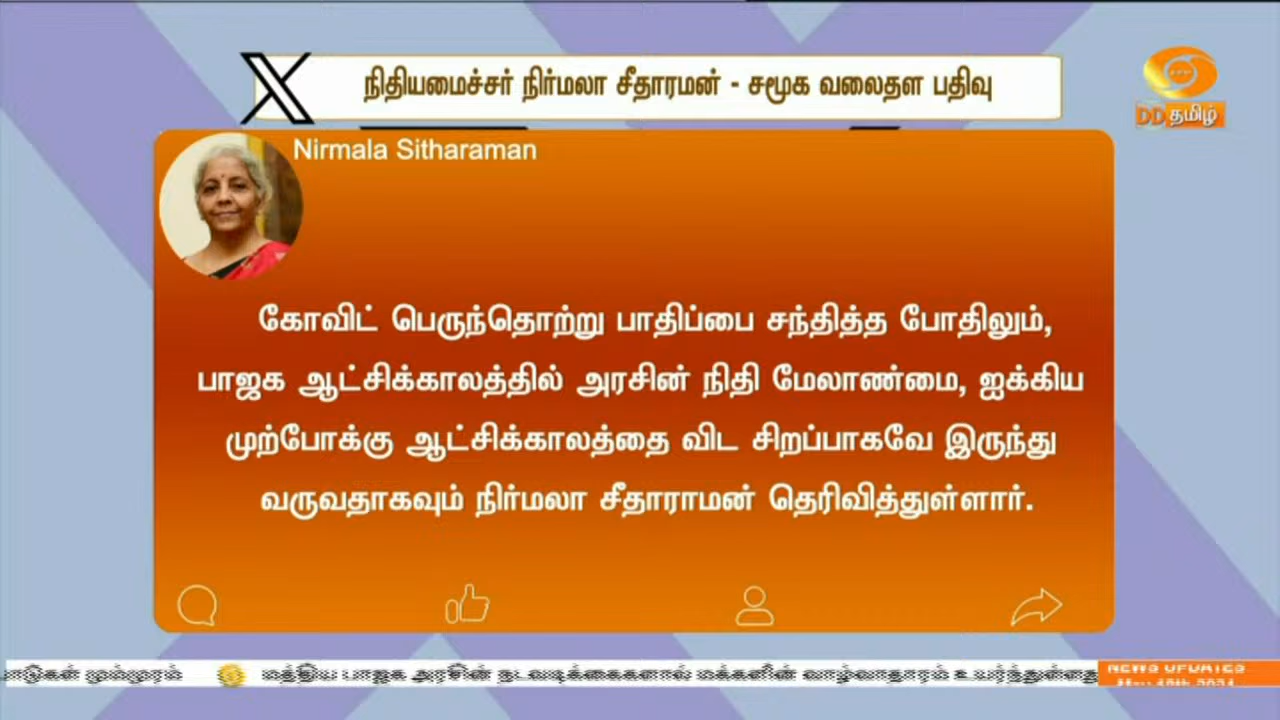 நிதியமைச்சர் நிர்மலா சீதாரமன் - சமூக வலைதள பதிவு
DD தமிழ்
Nirmala Sitharaman
கோவிட் பெருந்தொற்று பாதிப்பை சந்தித்த போதிலும்,
பாஜக ஆட்சிக்காலத்தில் அரசின் நிதி மேலாண்மை, ஐக்கிய
முற்போக்கு ஆட்சிக்காலத்தை விட சிறப்பாகவே இருந்து
வருவதாகவும் நிர்மலா சீதாராமன் தெரிவித்துள்ளார்.
மத்திய பாஜக அரசின் நடவடிக்கைகளால் மக்களின் வாழ்வாதாரம் உயர்ந்துள்ளது
NEWS UPDATES